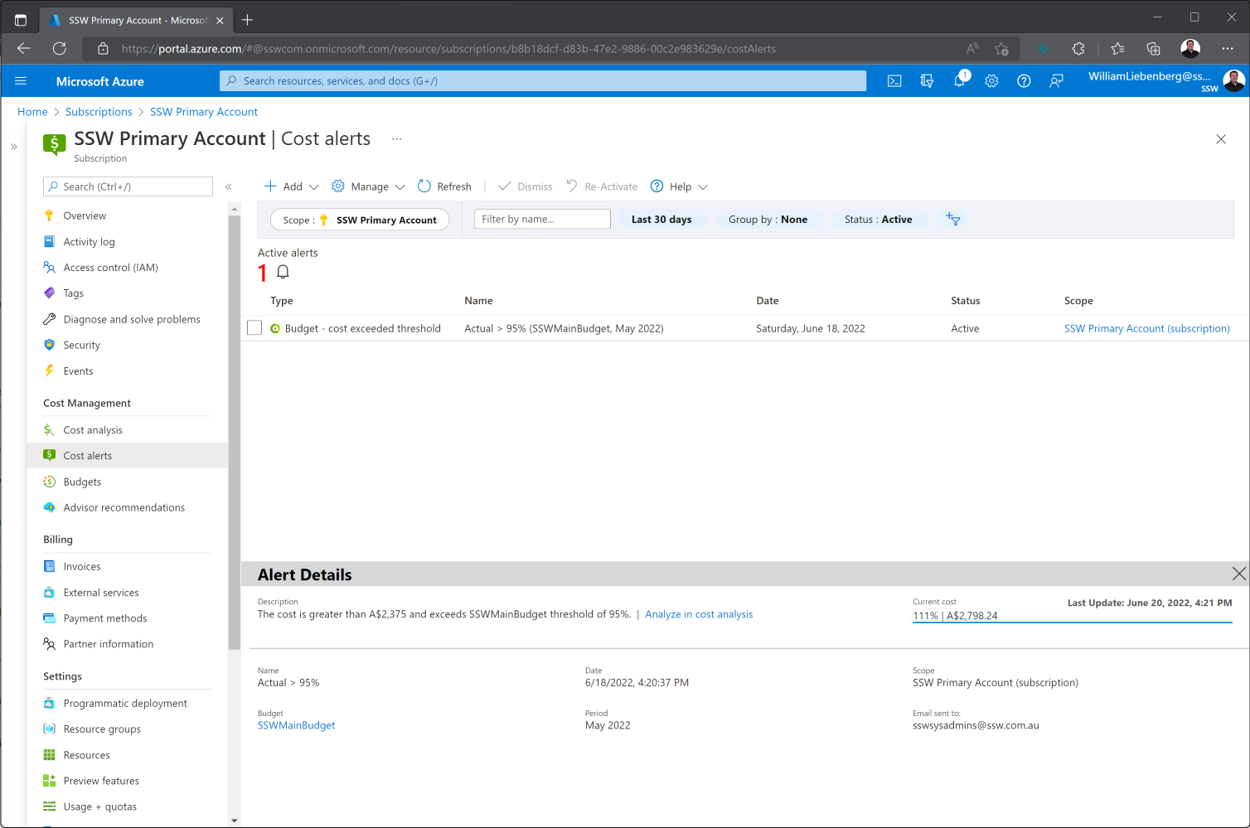 SSW Primary Account - Microsof
https://portal.azure.com/#@sswcom.onmicrosoft.com/resource/subscriptions/b8b18dcf-d83b-47e2-9886-00c2e983629e/costAlerts
Microsoft Azure
Search resources, services, and docs (G+/)
1
WilliamLiebenberg@ss...
SSW
Home > Subscriptions > SSW Primary Account
SSW Primary Account | Cost alerts ...
Subscription
Search (Ctrl+/)
Overview
Activity log
Access control (IAM)
Tags
Diagnose and solve problems
Security
Events
Cost Management
Cost analysis
Cost alerts
Budgets
Advisor recommendations
Billing
Invoices
External services
Payment methods
Partner information
Settings
Programmatic deployment
Resource groups
Resources
Preview features
Usage + quotas
Add Manage Refresh Dismiss Re-Activate Help
Scope : SSW Primary Account Filter by name... Last 30 days Group by : None Status : Active
Active alerts
1
Type Name Date Status Scope
Budget - cost exceeded threshold Actual > 95% (SSWMainBudget, May 2022) Saturday, June 18, 2022 Active SSW Primary Account (subscription)
Alert Details
Description
The cost is greater than A$2,375 and exceeds SSWMainBudget threshold of 95%. | Analyze in cost analysis
Current cost Last Update: June 20, 2022, 4:21 PM
111% | A$2,798.24
Name Date Scope
Actual > 95% 6/18/2022, 4:20:37 PM SSW Primary Account (subscription)
Budget Period Email sent to:
SSWMainBudget May 2022 sswsysadmins@ssw.com.au